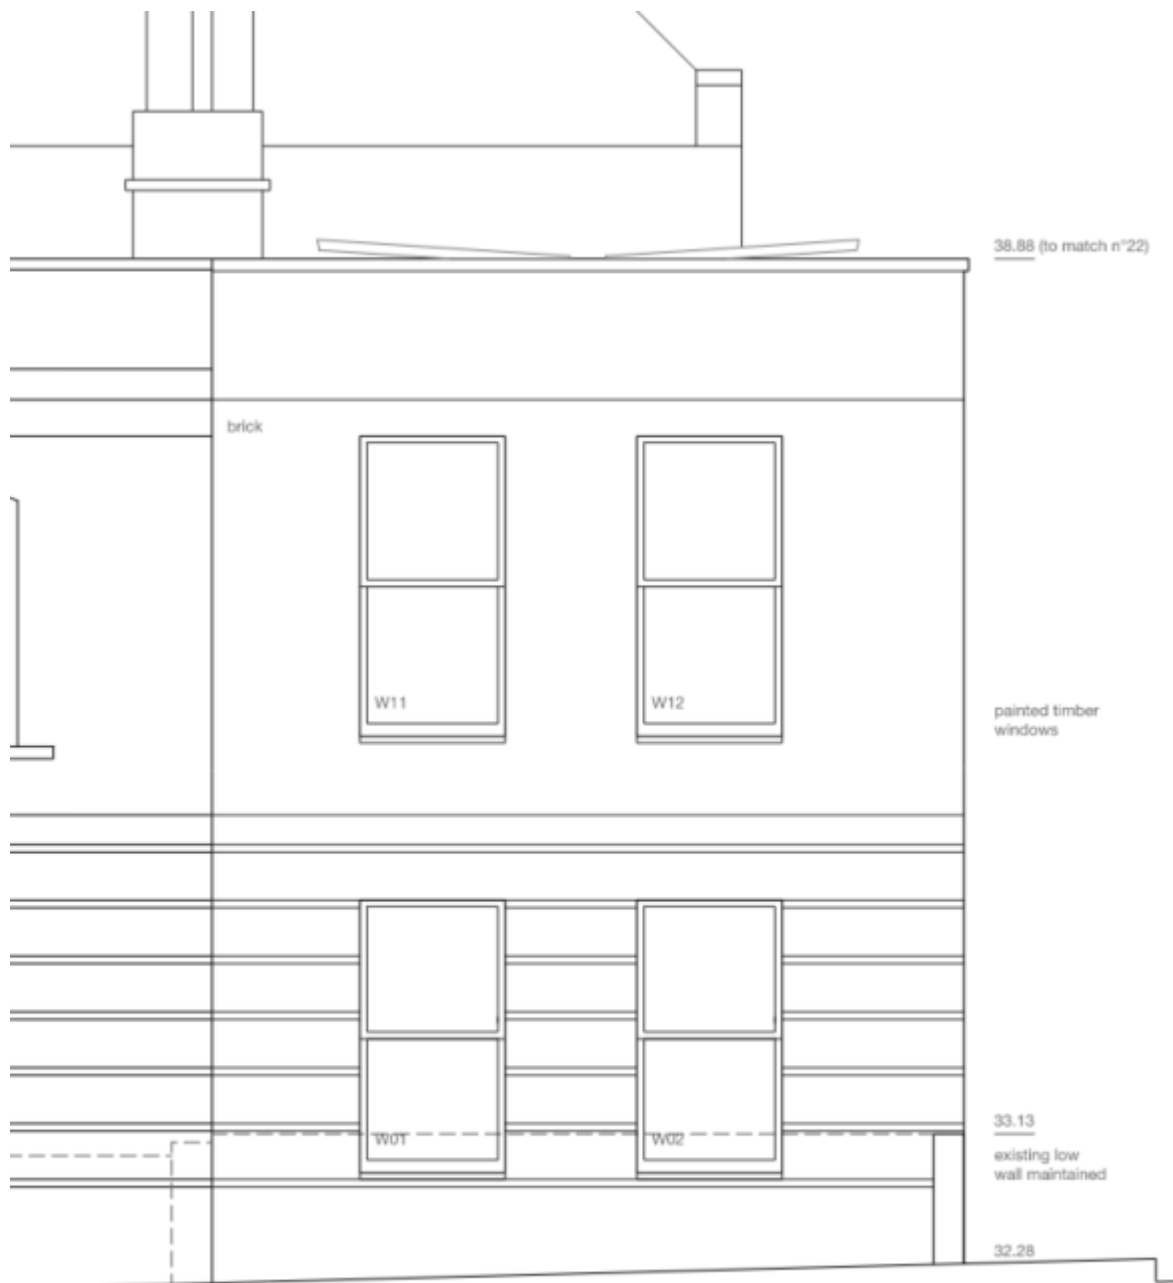 38.88 (to match n°22)
brick
W11
W12
painted timber
windows
33.13
W01
W02
existing low
wall maintained
32.28